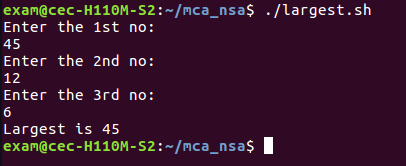 exam@cec-H110M-S2:~/mca_nsa$ ./largest.sh
Enter the 1st no:
45
Enter the 2nd no:
12
Enter the 3rd no:
6
Largest is 45
exam@cec-H110M-S2:~/mca_nsa$